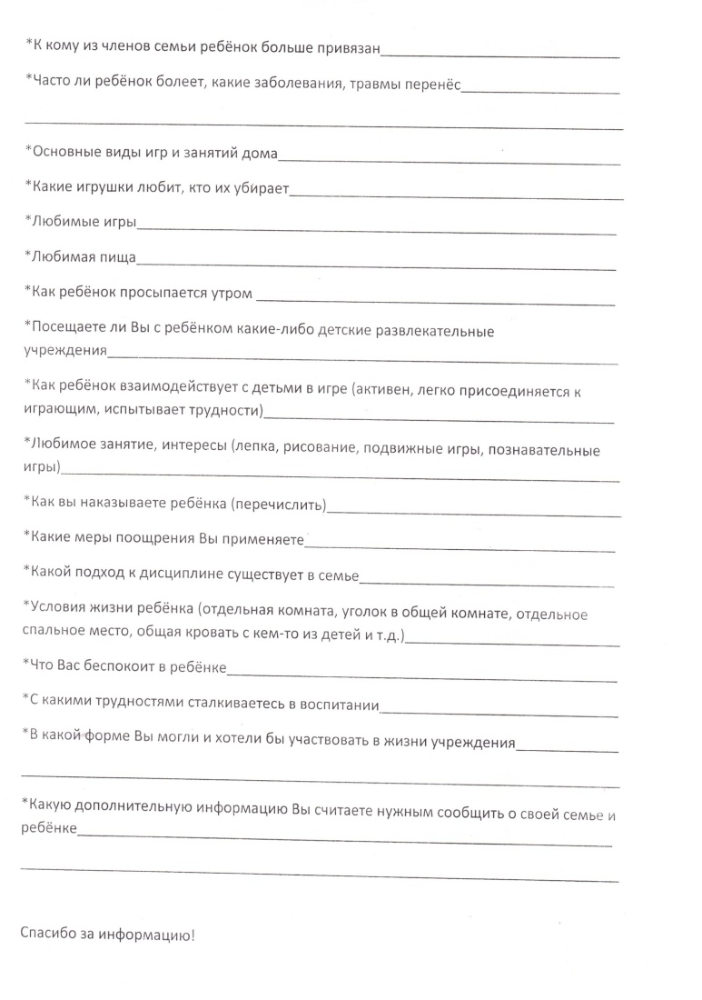 *К кому из членов семьи ребёнок больше привязан
*Часто ли ребёнок болеет, какие заболевания, травмы перенёс
*Основные виды игр и занятий дома
*Какие игрушки любит, кто их убирает
*Любимые игры
*Любимая пища
*Как ребёнок просыпается утром
*Посещаете ли Вы с ребёнком какие-либо детские развлекательные
учреждения
*Как ребёнок взаимодействует с детьми в игре (активен, легко присоединяется к
играющим, испытывает трудности)
*Любимое занятие, интересы (лепка, рисование, подвижные игры, познавательные
игры)
*Как вы наказываете ребёнка (перечислить)
*Какие меры поощрения Вы применяете
*Какой подход к дисциплине существует в семье
*Условия жизни ребёнка (отдельная комната, уголок в общей комнате, отдельное
спальное место, общая кровать с кем-то из детей и т.д.)
*Что Вас беспокоит в ребёнке
*С какими трудностями сталкиваетесь в воспитании
*В какой форме Вы могли и хотели бы участвовать в жизни учреждения
*Какую дополнительную информацию Вы считаете нужным сообщить о своей семье и
ребёнке
Спасибо за информацию!